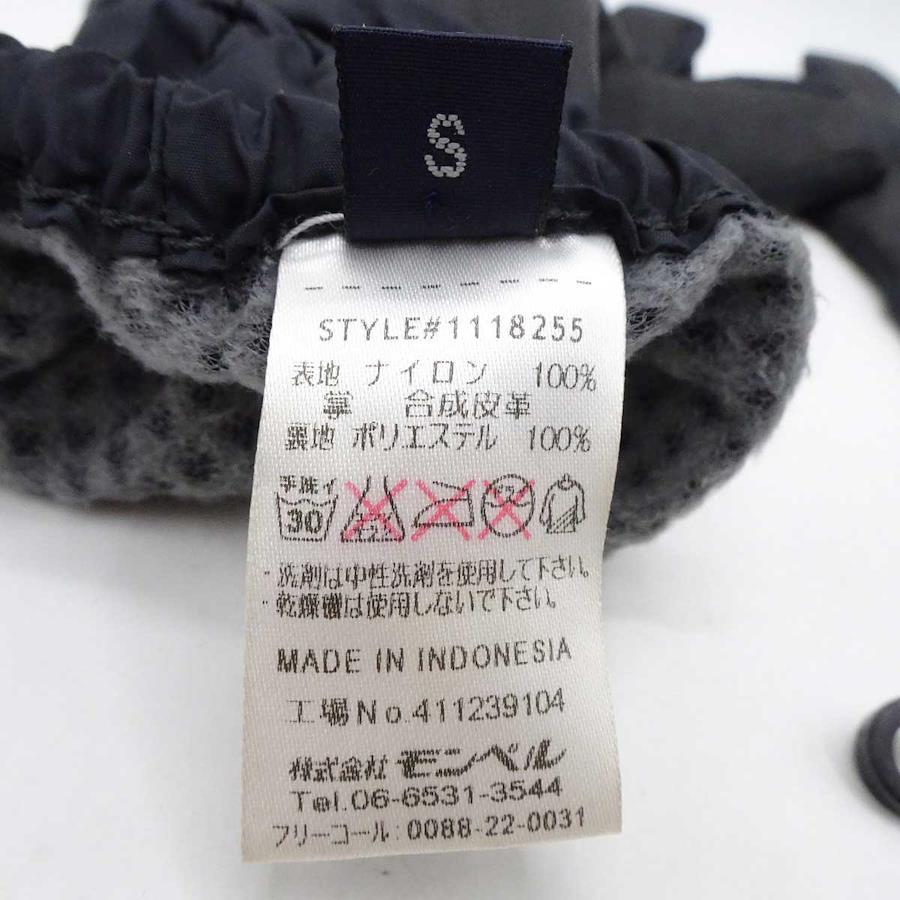 S
STYLE#1118255
表地 ナイロン 100%
掌 合成皮革
裏地 ポリエステル 100%
手洗イ
30
・洗剤は中性洗剤を使用して下さい。
・乾燥機は使用しないで下さい。
MADE IN INDONESIA
工場No.411239104
株式会社 モンベル
Tel.06-6531-3544
フリーコール:0088-22-0031